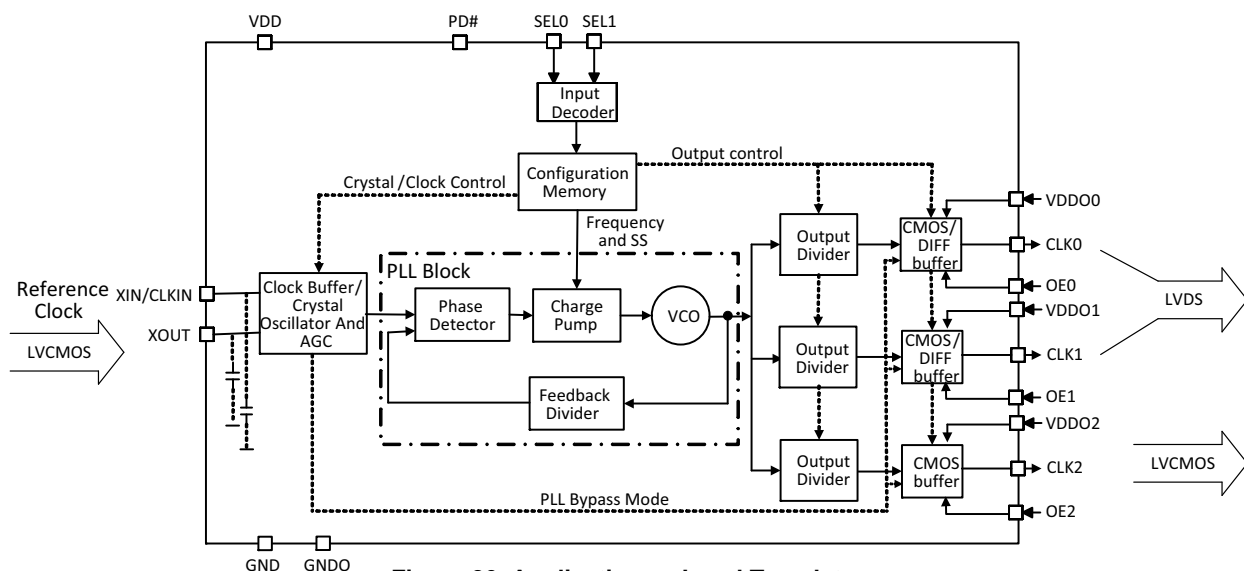 VDD
PD#
SEL0
SEL1
Input
Decoder
Output control
Configuration
Memory
Crystal /Clock Control
Frequency
and SS
VDDO0
Output
Divider
CMOS/
DIFF
buffer
CLK0
PLL Block
Reference
Clock
XIN/CLKIN
Clock Buffer/
Crystal
Oscillator And
AGC
Phase
Detector
Charge
Pump
VCO
OE0
LVDS
VDDO1
LVCMOS
XOUT
Output
Divider
CMOS/
DIFF
buffer
CLK1
Feedback
Divider
OE1
VDDO2
Output
Divider
CMOS
buffer
CLK2
LVCMOS
PLL Bypass Mode
OE2
GND
GNDO